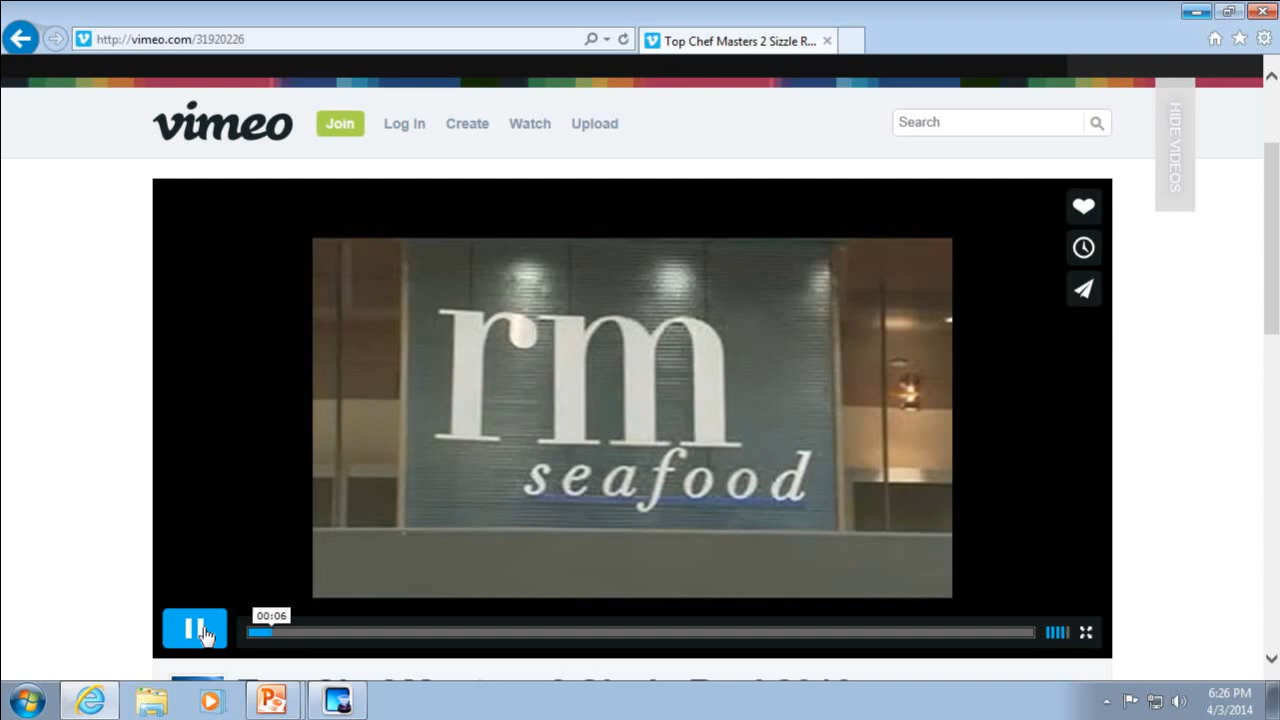 http://vimeo.com/31920226
Top Chef Masters 2 Sizzle R...
vimeo
Join
Log In
Create
Watch
Upload
Search
HIDE VIDEOS
rm
seafood
00:06
6:26 PM
4/3/2014